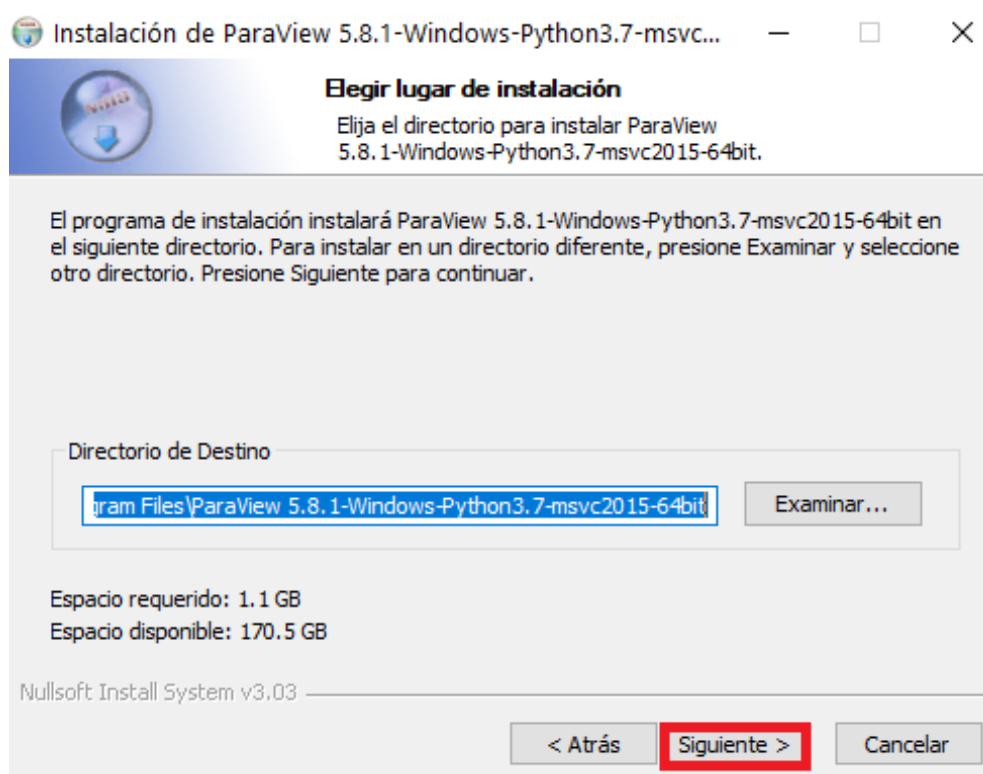 Instalación de ParaView 5.8.1-Windows-Python3.7-msvc...
Elegir lugar de instalación
Elija el directorio para instalar ParaView
5.8.1-Windows-Python3.7-msvc2015-64bit.
El programa de instalación instalará ParaView 5.8.1-Windows-Python3.7-msvc2015-64bit en
el siguiente directorio. Para instalar en un directorio diferente, presione Examinar y seleccione
otro directorio. Presione Siguiente para continuar.
Directorio de Destino
gram Files\ParaView 5.8.1-Windows-Python3.7-msvc2015-64bit
Examinar...
Espacio requerido: 1.1 GB
Espacio disponible: 170.5 GB
Nullsoft Install System v3.03
< Atrás
Siguiente >
Cancelar